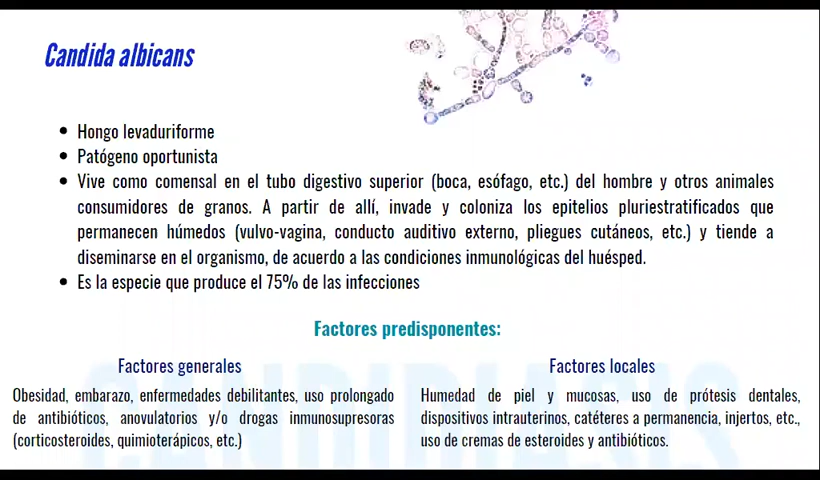 Candida albicans
• Hongo levaduriforme
• Patógeno oportunista
• Vive como comensal en el tubo digestivo superior (boca, esófago, etc.) del hombre y otros animales
consumidores de granos. A partir de allí, invade y coloniza los epitelios pluriestratificados que
permanecen húmedos (vulvo-vagina, conducto auditivo externo, pliegues cutáneos, etc.) y tiende a
diseminarse en el organismo, de acuerdo a las condiciones inmunológicas del huésped.
• Es la especie que produce el 75% de las infecciones
Factores predisponentes:
Factores generales
Obesidad, embarazo, enfermedades debilitantes, uso prolongado
de antibióticos, anovulatorios y/o drogas inmunosupresoras
(corticosteroides, quimioterápicos, etc.)
Factores locales
Humedad de piel y mucosas, uso de prótesis dentales,
dispositivos intrauterinos, catéteres a permanencia, injertos, etc.,
uso de cremas de esteroides y antibióticos.
CANDIDIASIS